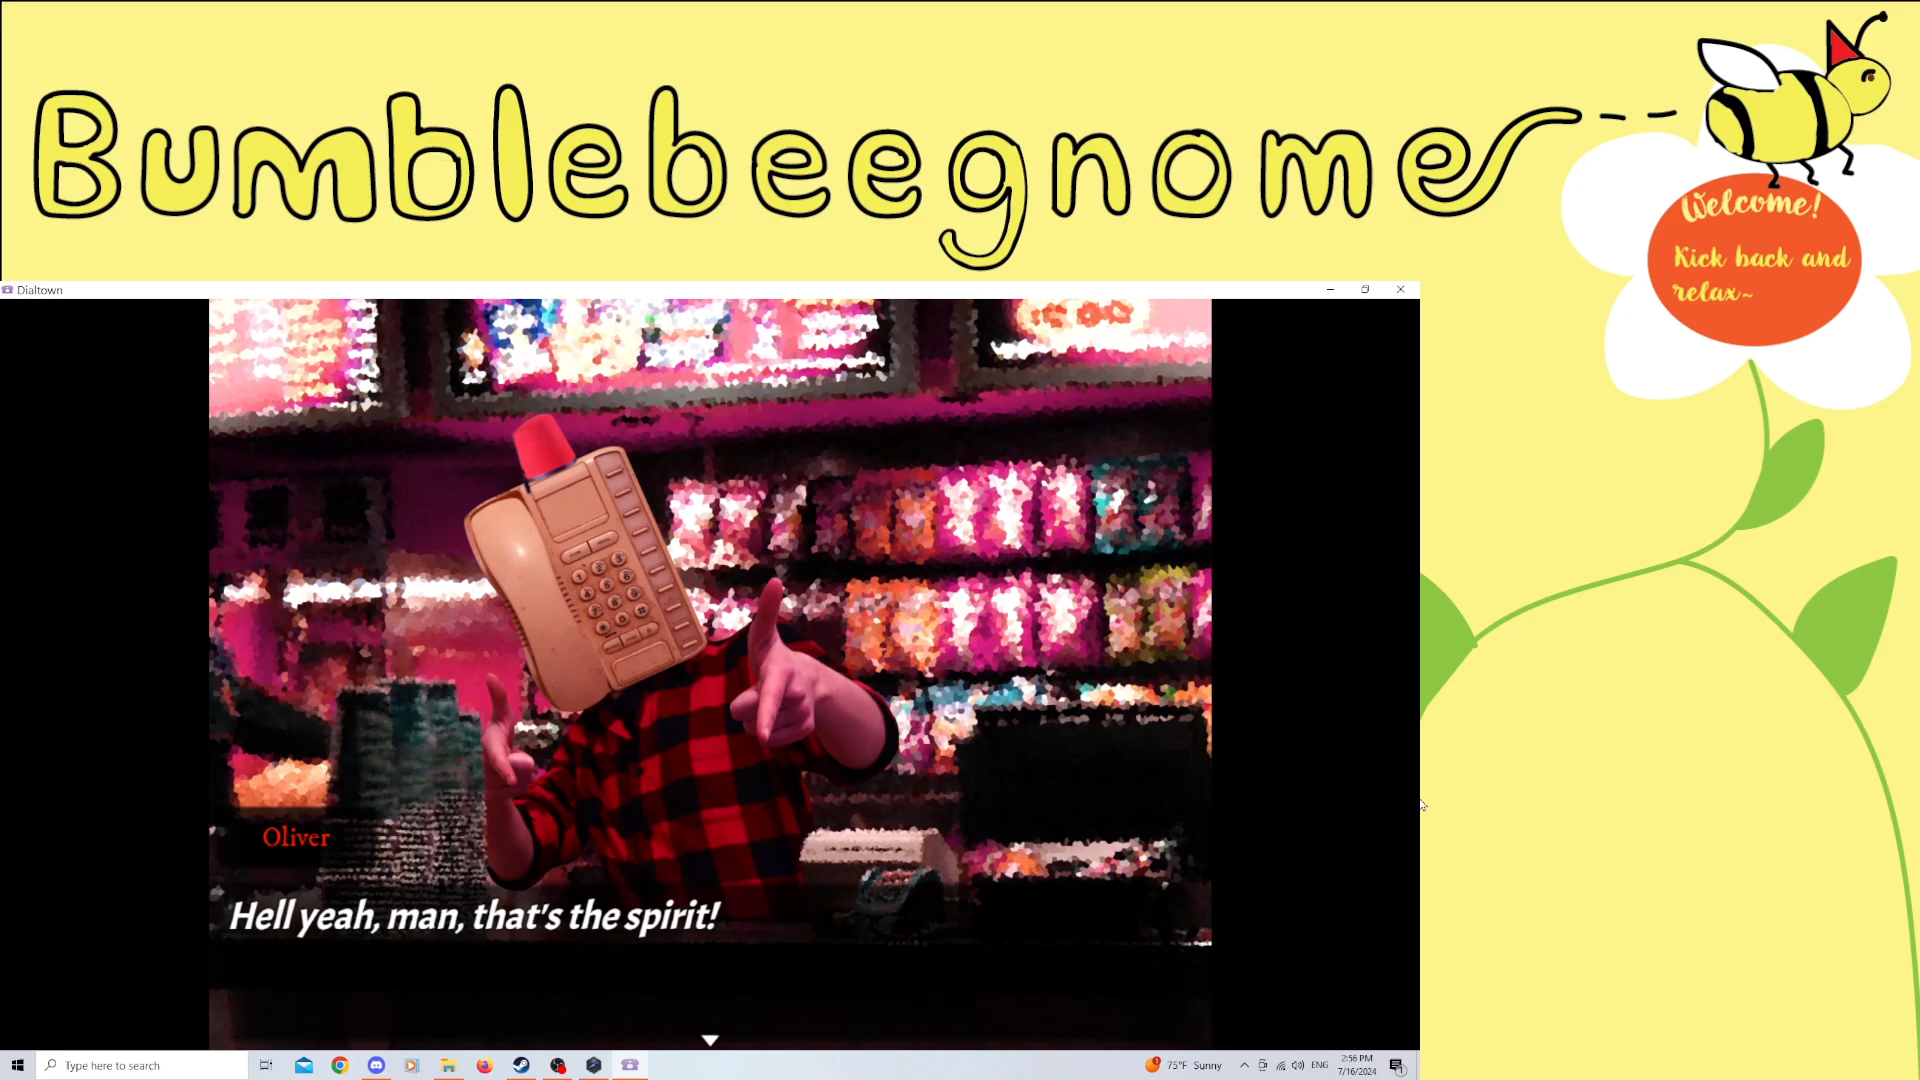 Bumblebeegnome
Welcome!
Kick back and
relax~
Dialtown
Oliver
Hell yeah, man, that's the spirit!
Type here to search
75°F Sunny
ENG
2:56 PM
7/16/2024